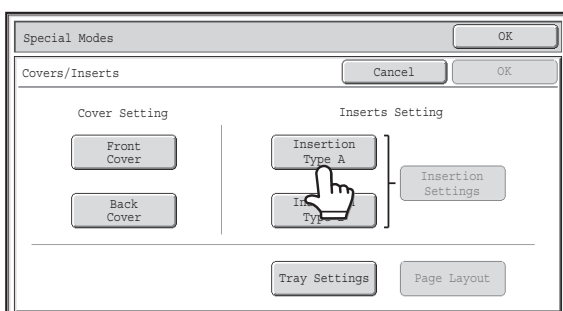 Special Modes
OK
Covers/Inserts
Cancel
OK
Cover Setting
Inserts Setting
Front
Cover
Insertion
Type A
Insertion
Settings
Back
Cover
Tray Settings
Page Layout